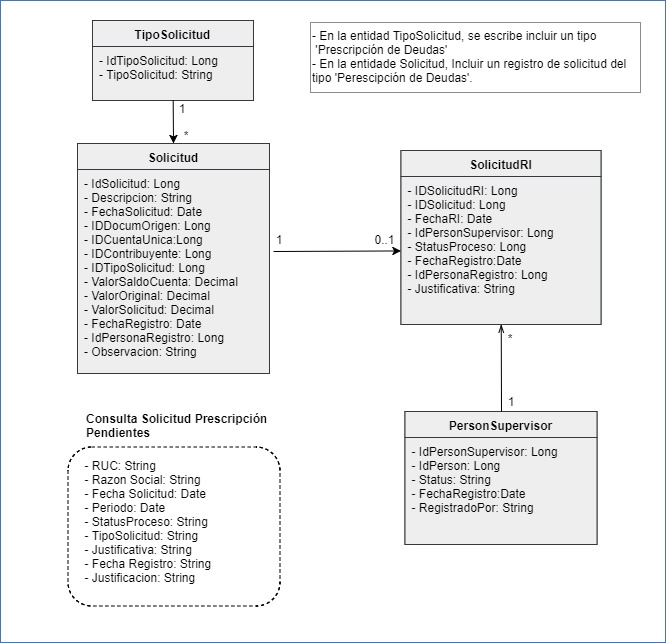 TipoSolicitud
- IdTipoSolicitud: Long
- TipoSolicitud: String
- En la entidad TipoSolicitud, se escribe incluir un tipo
'Prescripción de Deudas'
- En la entidade Solicitud, Incluir un registro de solicitud del
tipo 'Perescipción de Deudas'.
1
*
Solicitud
- IdSolicitud: Long
- Descripcion: String
- FechaSolicitud: Date
- IDDocumOrigen: Long
- IDCuentaUnica:Long
- IDContribuyente: Long
- IDTipoSolicitud: Long
- ValorSaldoCuenta: Decimal
- ValorOriginal: Decimal
- ValorSolicitud: Decimal
- FechaRegistro: Date
- IdPersonaRegistro: Long
- Observacion: String
1
0..1
SolicitudRI
- IDSolicitudRI: Long
- IDSolicitud: Long
- FechaRI: Date
- IdPersonSupervisor: Long
- StatusProceso: Long
- FechaRegistro:Date
- IdPersonaRegistro: Long
- Justificativa: String
*
1
PersonSupervisor
- IdPersonSupervisor: Long
- IdPerson: Long
- Status: String
- FechaRegistro:Date
- RegistradoPor: String
Consulta Solicitud Prescripción
Pendientes
- RUC: String
- Razon Social: String
- Fecha Solicitud: Date
- Periodo: Date
- StatusProceso: String
- TipoSolicitud: String
- Justificativa: String
- Fecha Registro: String
- Justificacion: String